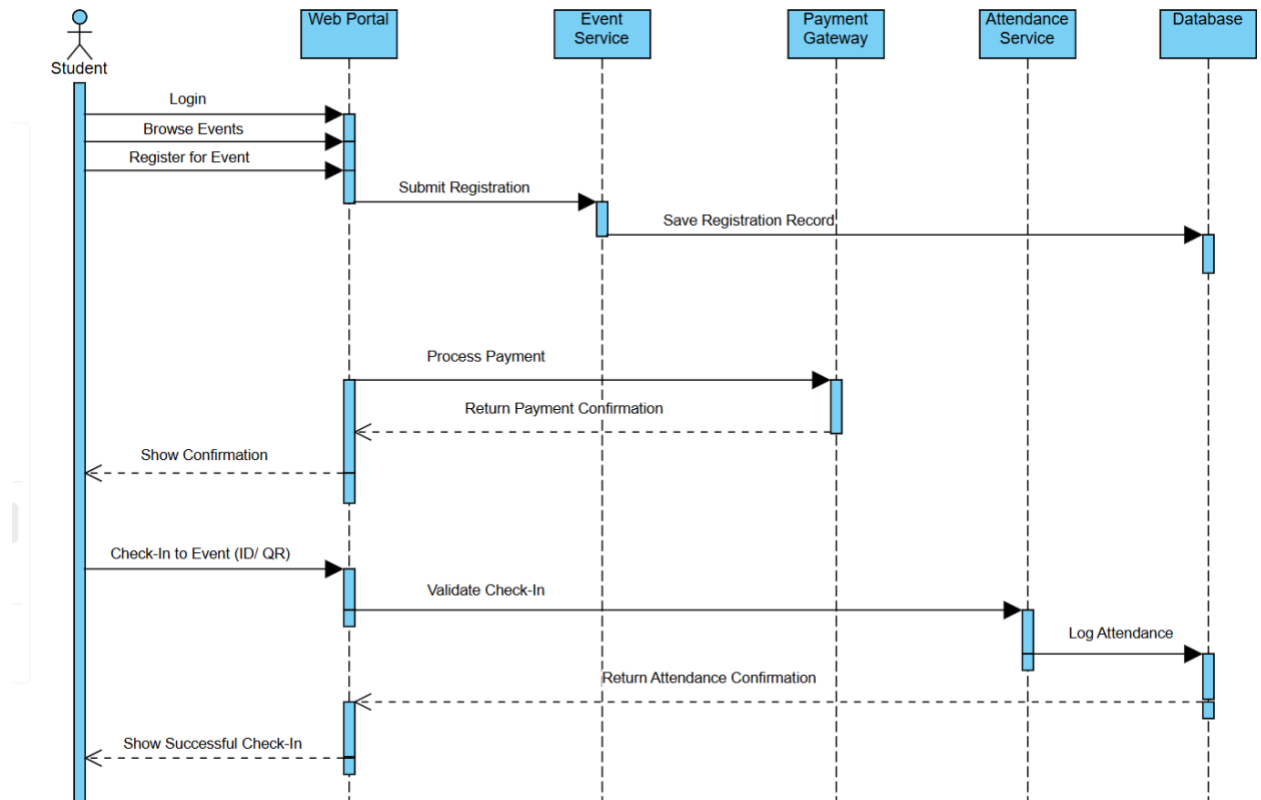 Web Portal
Event
Service
Payment
Gateway
Attendance
Service
Database
Student
Login
Browse Events
Register for Event
Submit Registration
Save Registration Record
Process Payment
Return Payment Confirmation
Show Confirmation
Check-In to Event (ID/ QR)
Validate Check-In
Log Attendance
Return Attendance Confirmation
Show Successful Check-In